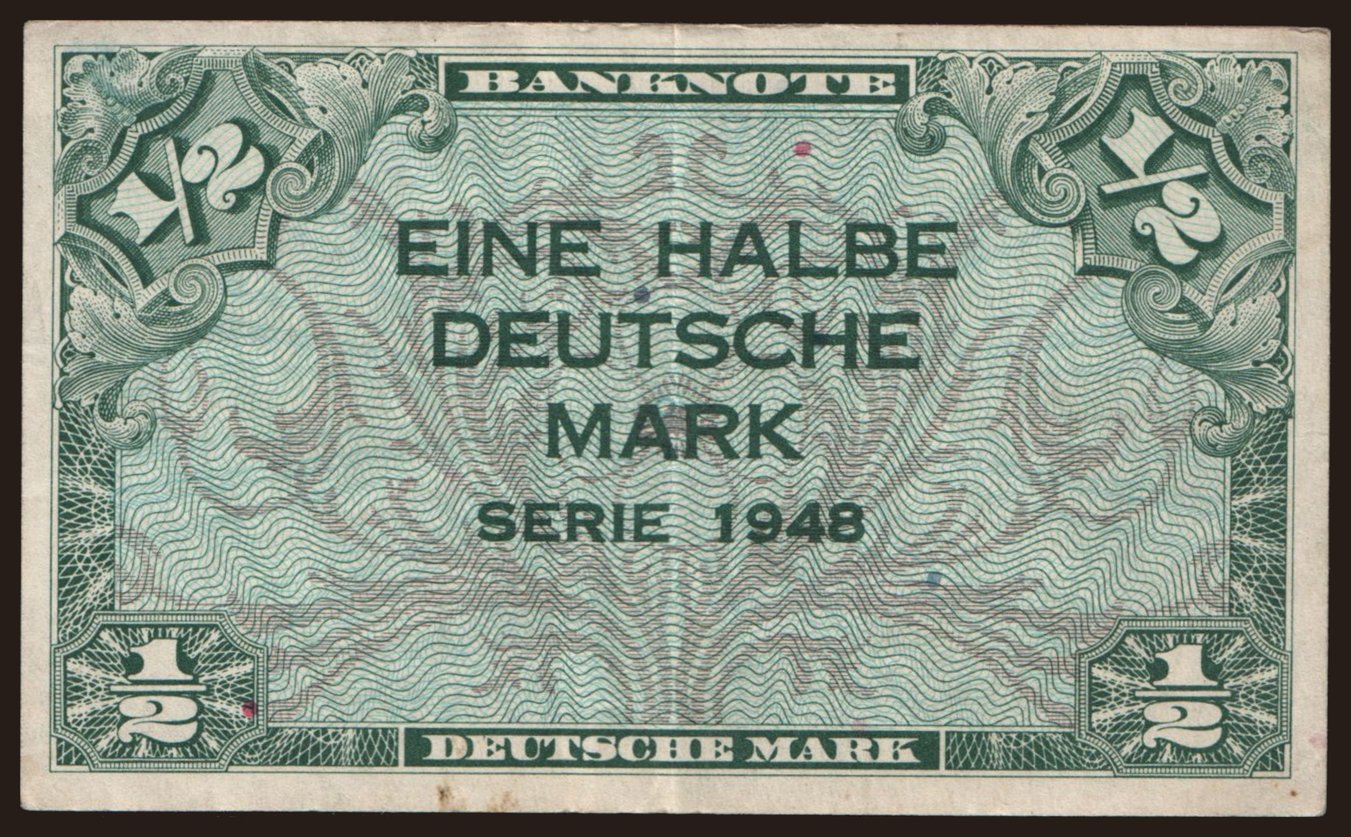 BANKNOTE
1/2
1/2
EINE HALBE
DEUTSCHE
MARK
SERIE 1948
1/2
1/2
DEUTSCHE MARK